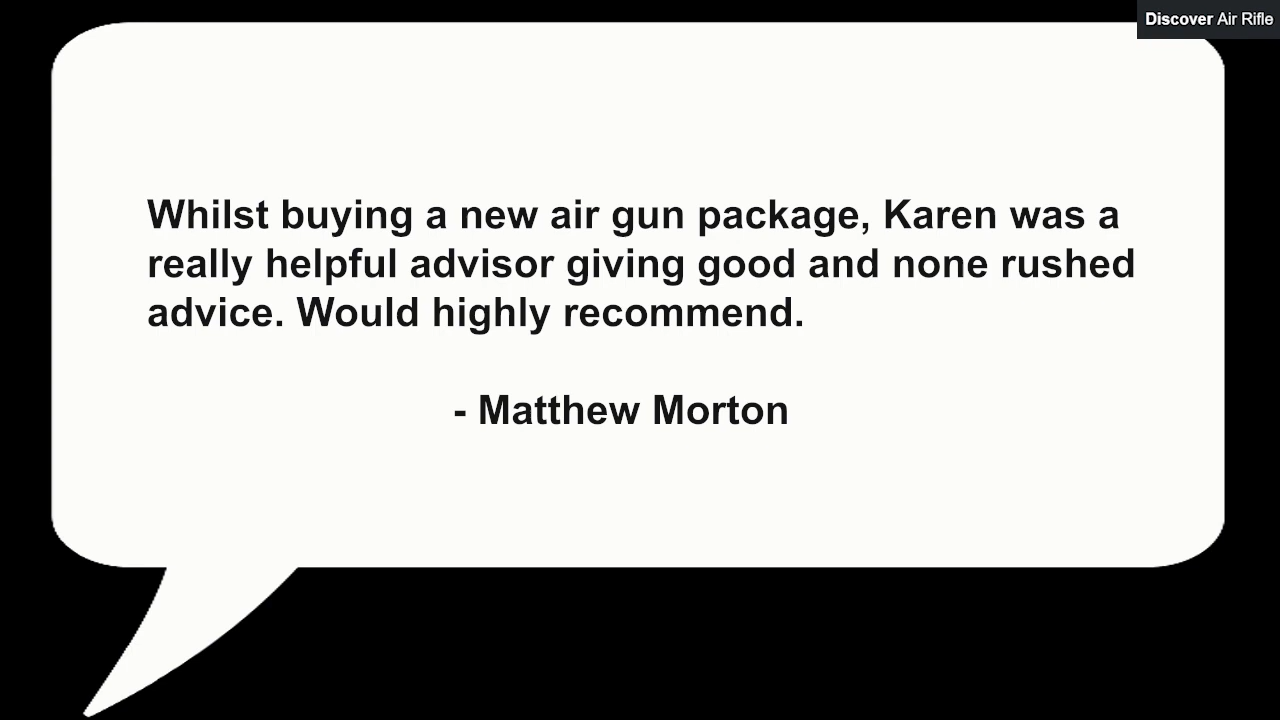 Discover Air Rifle
Whilst buying a new air gun package, Karen was a
really helpful advisor giving good and none rushed
advice. Would highly recommend.
- Matthew Morton